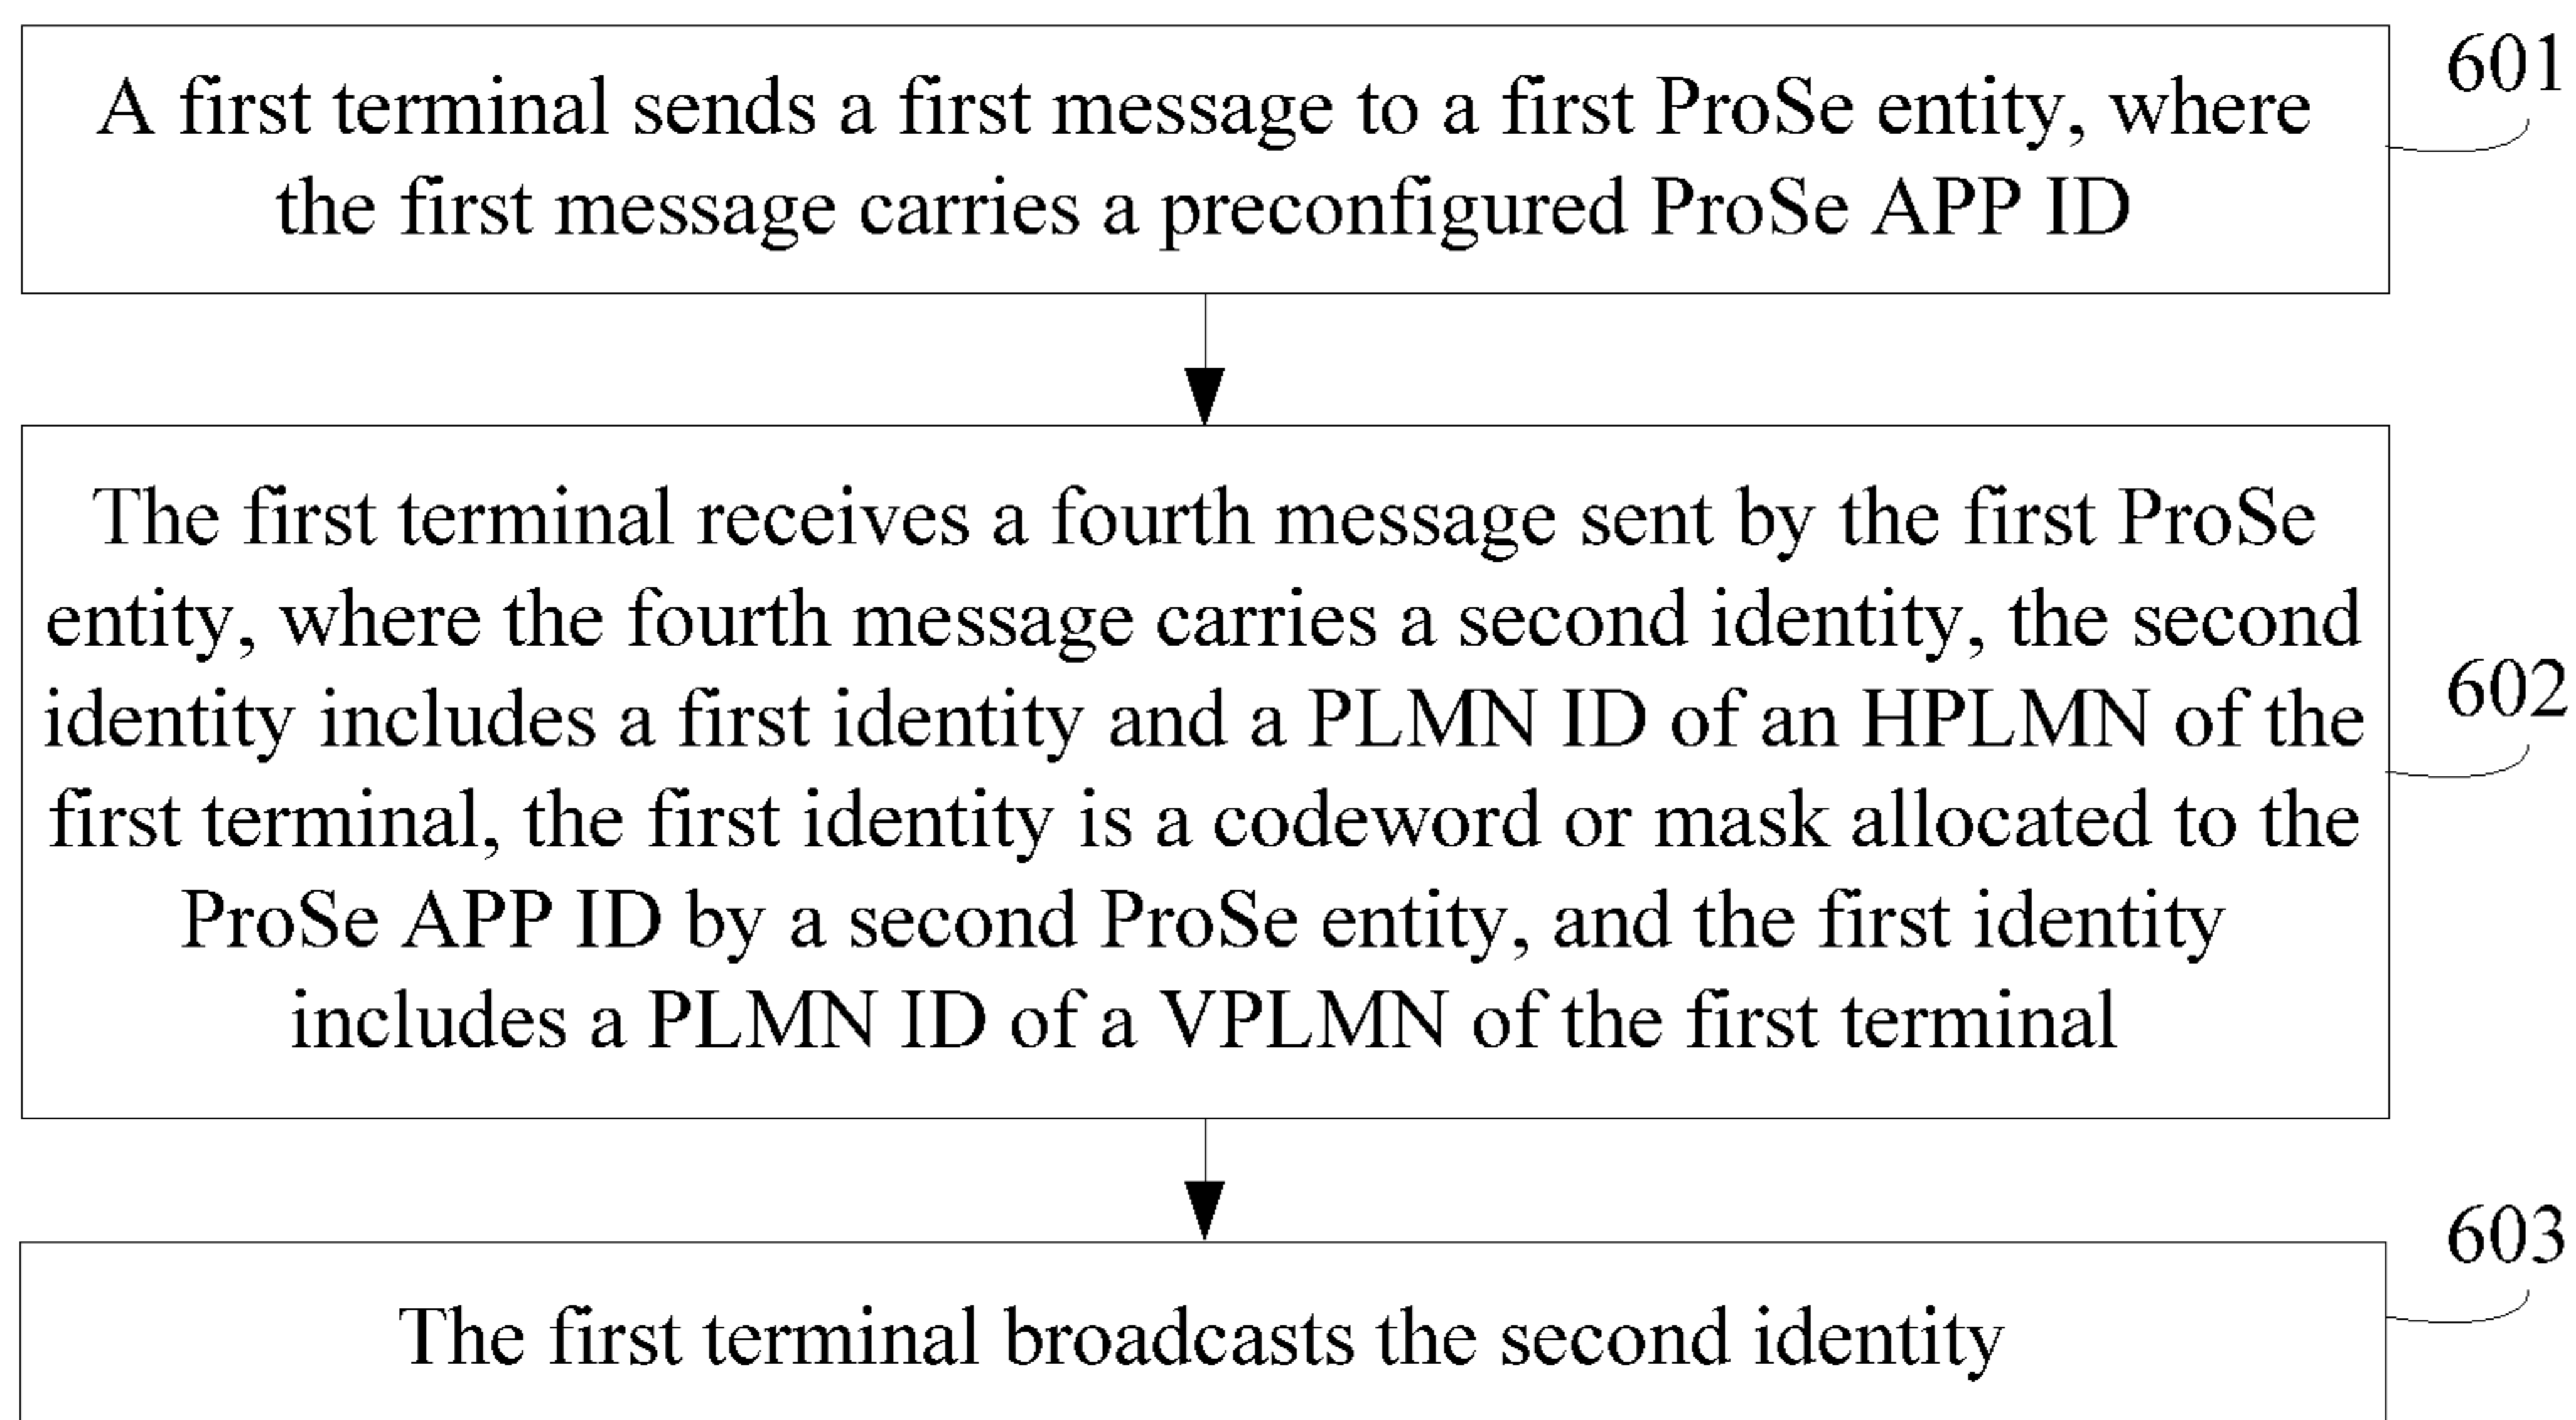 A first terminal sends a first message to a first ProSe entity, where
the first message carries a preconfigured ProSe APP ID
601
The first terminal receives a fourth message sent by the first ProSe
entity, where the fourth message carries a second identity, the second
identity includes a first identity and a PLMN ID of an HPLMN of the
first terminal, the first identity is a codeword or mask allocated to the
ProSe APP ID by a second ProSe entity, and the first identity
includes a PLMN ID of a VPLMN of the first terminal
602
The first terminal broadcasts the second identity
603